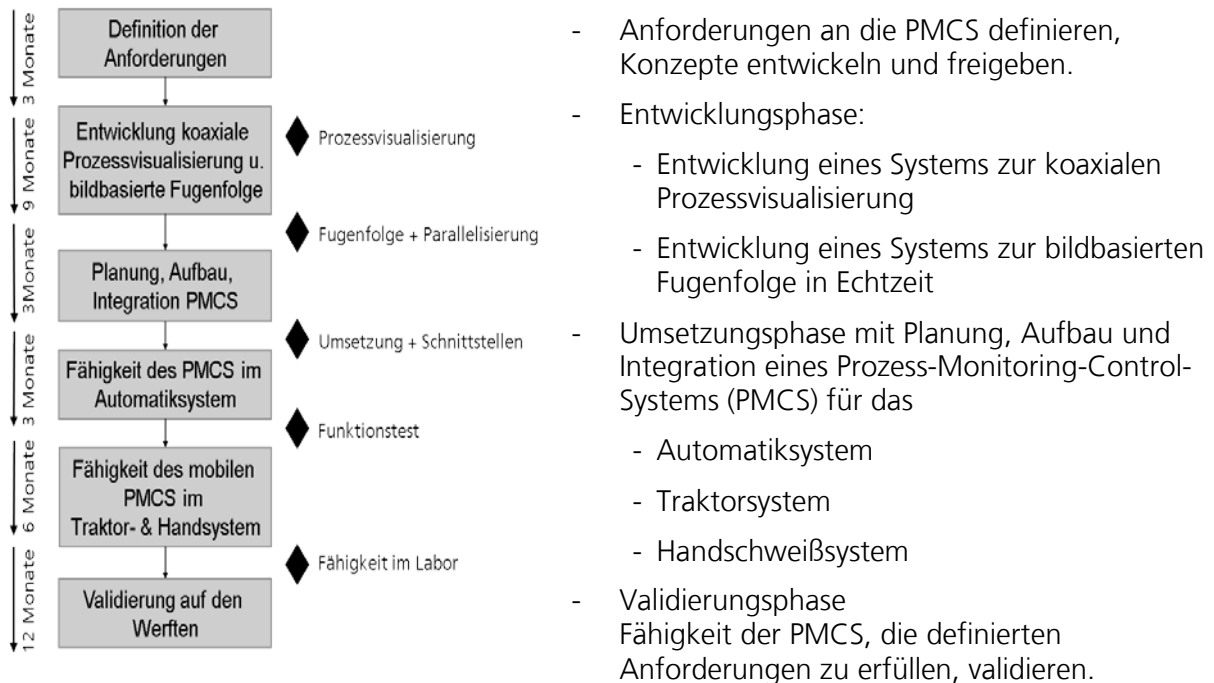 3 Monate
Definition der
Anforderungen
9 Monate
Entwicklung koaxiale
Prozessvisualisierung u.
bildbasierte Fugenfolge
Prozessvisualisierung
Fugenfolge + Parallelisierung
3Monate
Planung, Aufbau,
Integration PMCS
Umsetzung + Schnittstellen
3 Monate
Fähigkeit des PMCS im
Automatiksystem
Funktionstest
6 Monate
Fähigkeit des mobilen
PMCS im
Traktor- & Handsystem
Fähigkeit im Labor
12 Monate
Validierung auf den
Werften
- Anforderungen an die PMCS definieren,
Konzepte entwickeln und freigeben.
- Entwicklungsphase:
- Entwicklung eines Systems zur koaxialen
Prozessvisualisierung
- Entwicklung eines Systems zur bildbasierten
Fugenfolge in Echtzeit
- Umsetzungsphase mit Planung, Aufbau und
Integration eines Prozess-Monitoring-Control-
Systems (PMCS) für das
- Automatiksystem
- Traktorsystem
- Handschweißsystem
- Validierungsphase
Fähigkeit der PMCS, die definierten
Anforderungen zu erfüllen, validieren.